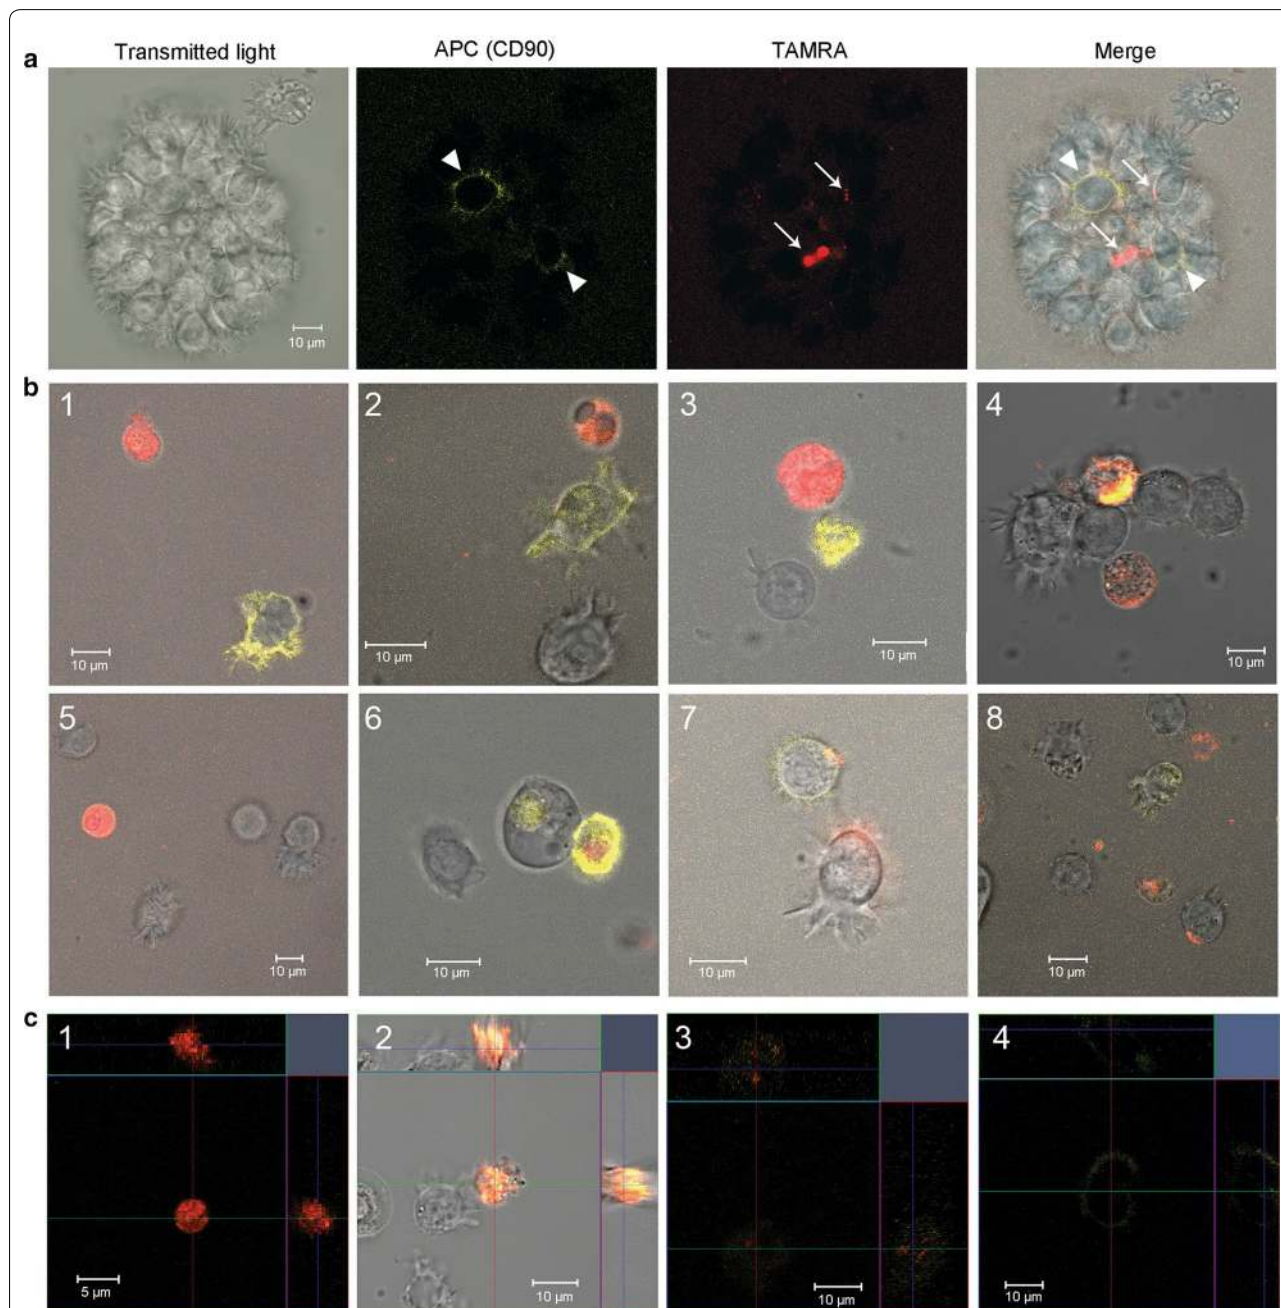 Transmitted light APC (CD90) TAMRA Merge
a
10 µm
b
1 2 3 4
10 µm 10 µm 10 µm 10 µm
5 6 7 8
10 µm 10 µm 10 µm 10 µm
c
1 2 3 4
5 µm 10 µm 10 µm 10 µm